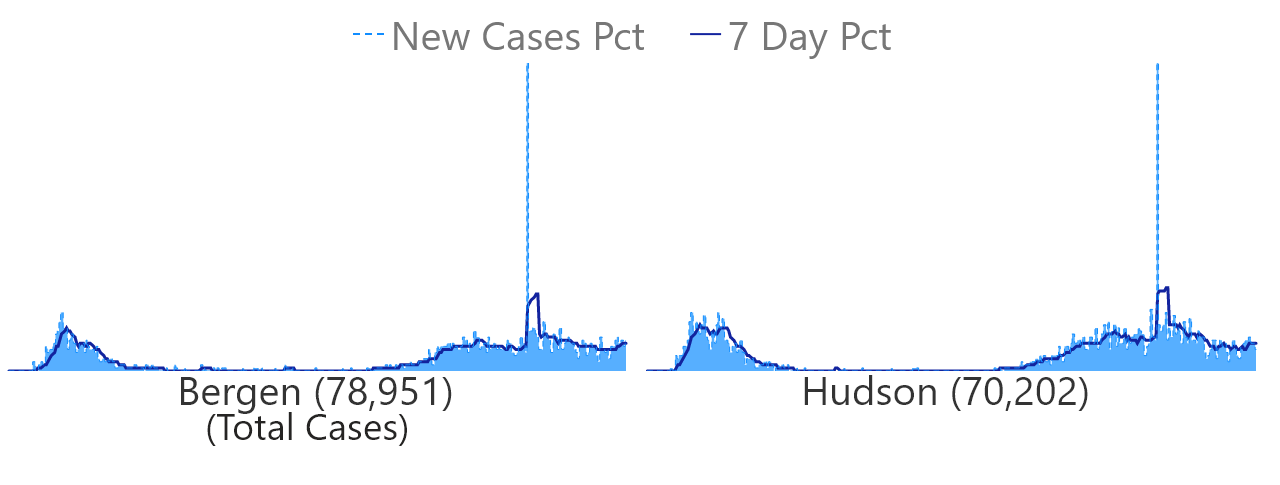 New Cases Pct 7 Day Pct
Bergen (78,951)
(Total Cases)
Hudson (70,202)